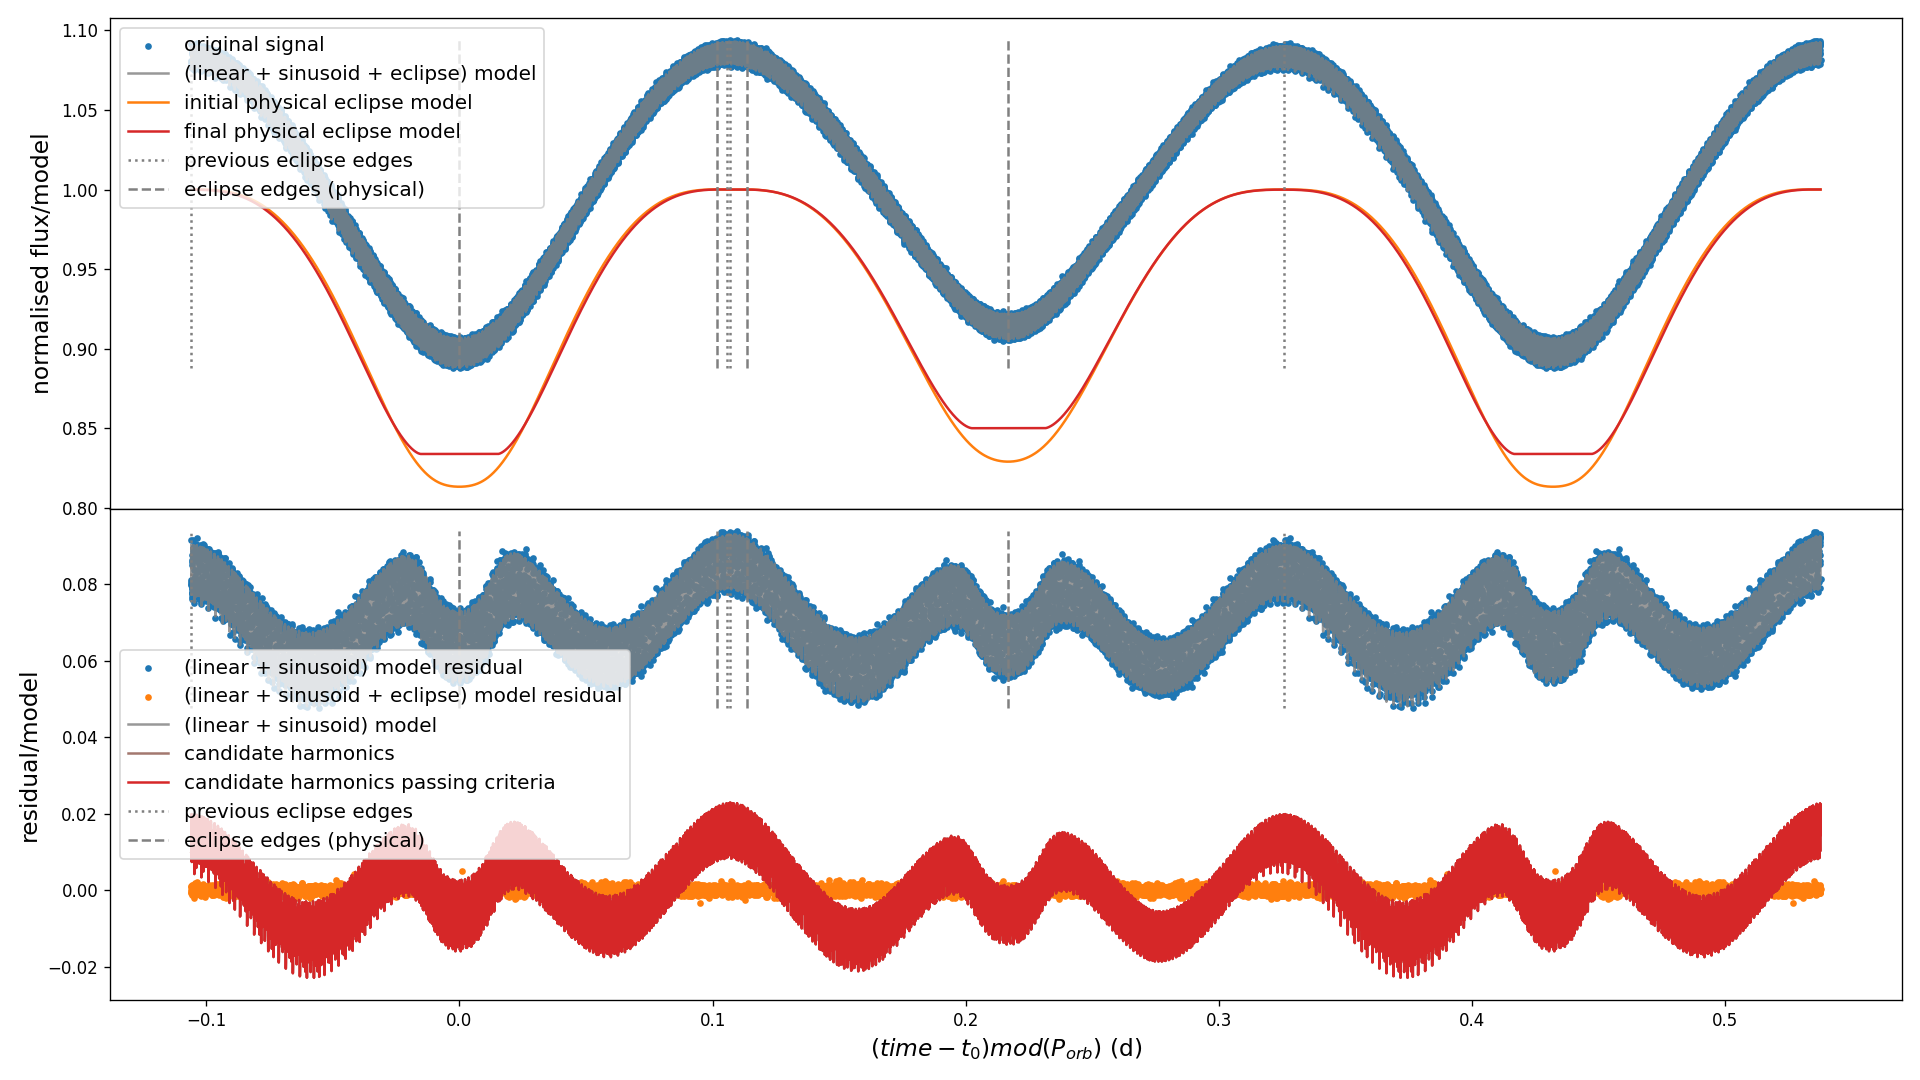 normalised flux/model
1.10
1.05
1.00
0.95
0.90
0.85
0.80
original signal
(linear + sinusoid + eclipse) model
initial physical eclipse model
final physical eclipse model
previous eclipse edges
eclipse edges (physical)
residual/model
0.08
0.06
0.04
0.02
0.00
−0.02
(linear + sinusoid) model residual
(linear + sinusoid + eclipse) model residual
(linear + sinusoid) model
candidate harmonics
candidate harmonics passing criteria
previous eclipse edges
eclipse edges (physical)
−0.1 0.0 0.1 0.2 0.3 0.4 0.5
(time − t₀)mod(P_orb) (d)